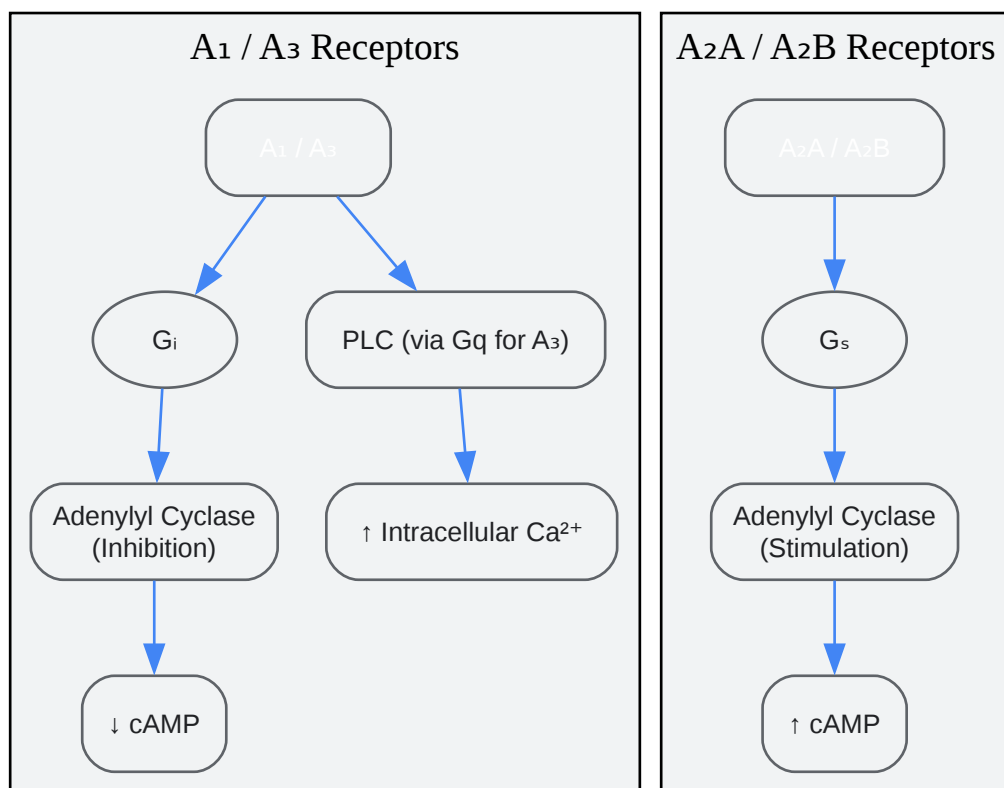 A₁ / A₃ Receptors
A₁ / A₃
Gᵢ
PLC (via Gq for A₃)
Adenylyl Cyclase
(Inhibition)
↑ Intracellular Ca²⁺
↓ cAMP
A₂A / A₂B Receptors
A₂A / A₂B
Gₛ
Adenylyl Cyclase
(Stimulation)
↑ cAMP